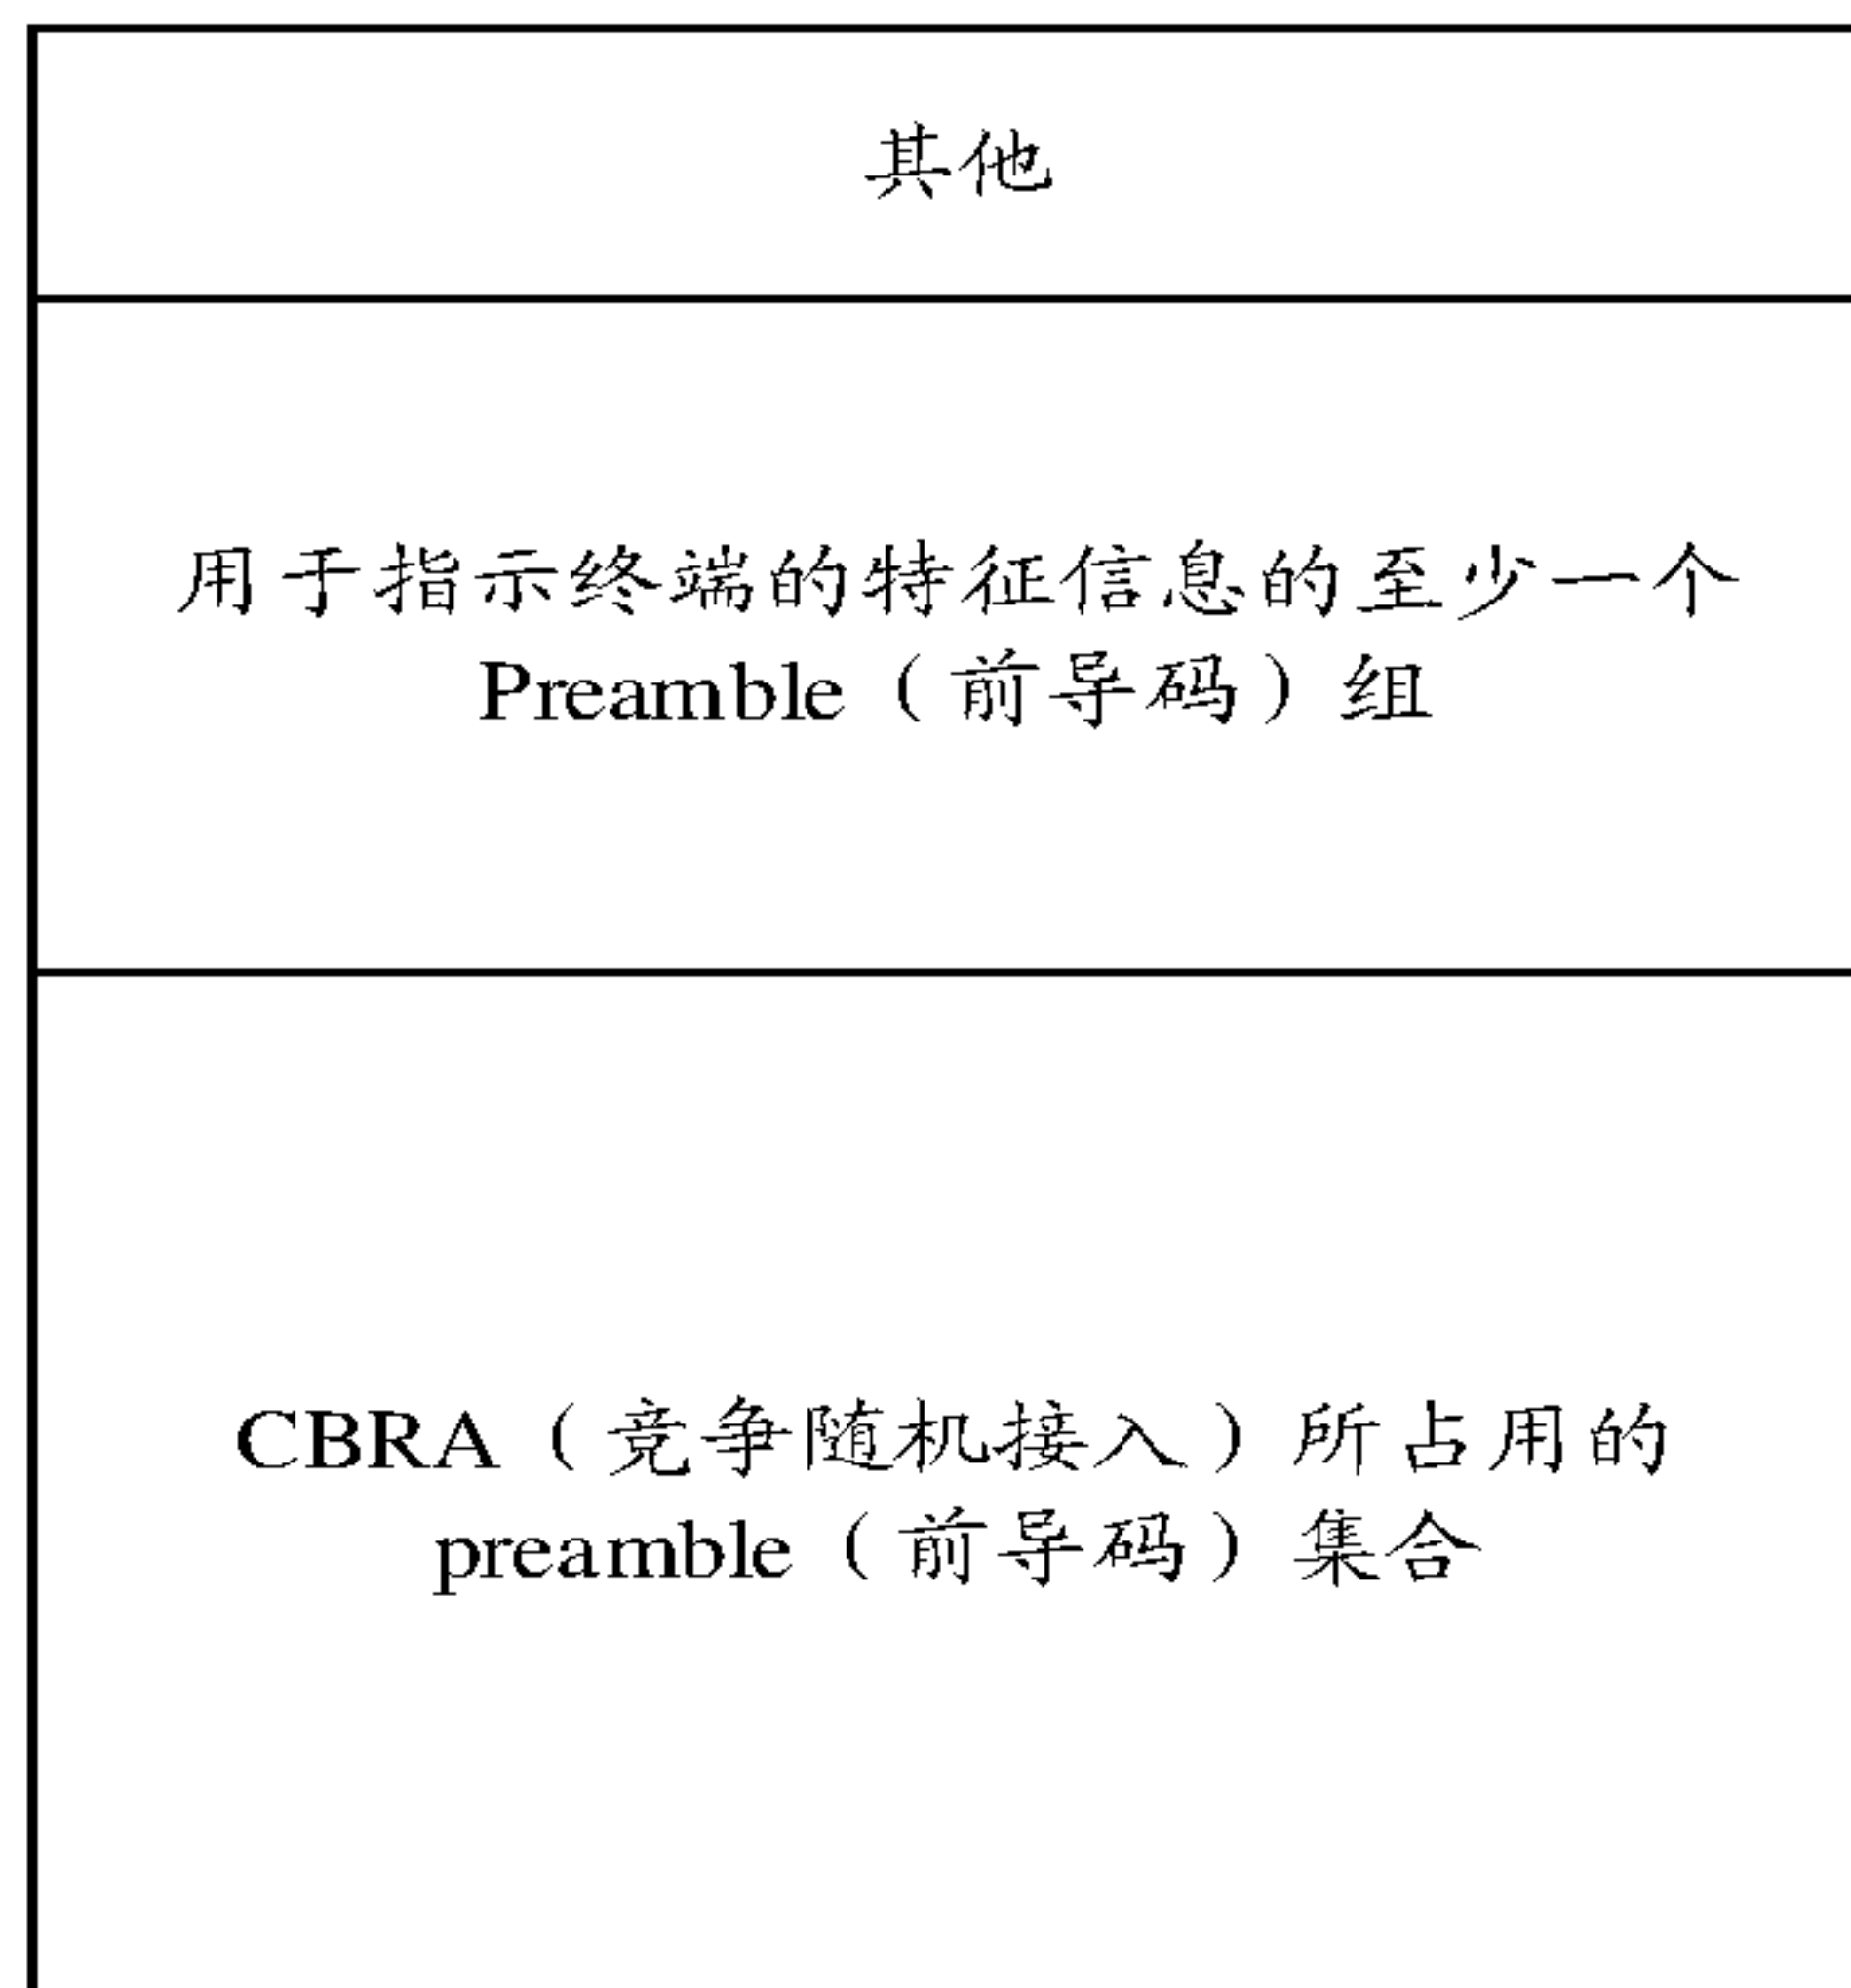 其他
用于指示终端的特征信息的至少一个
Preamble（前导码）组
CBRA（竞争随机接入）所占用的
preamble（前导码）集合